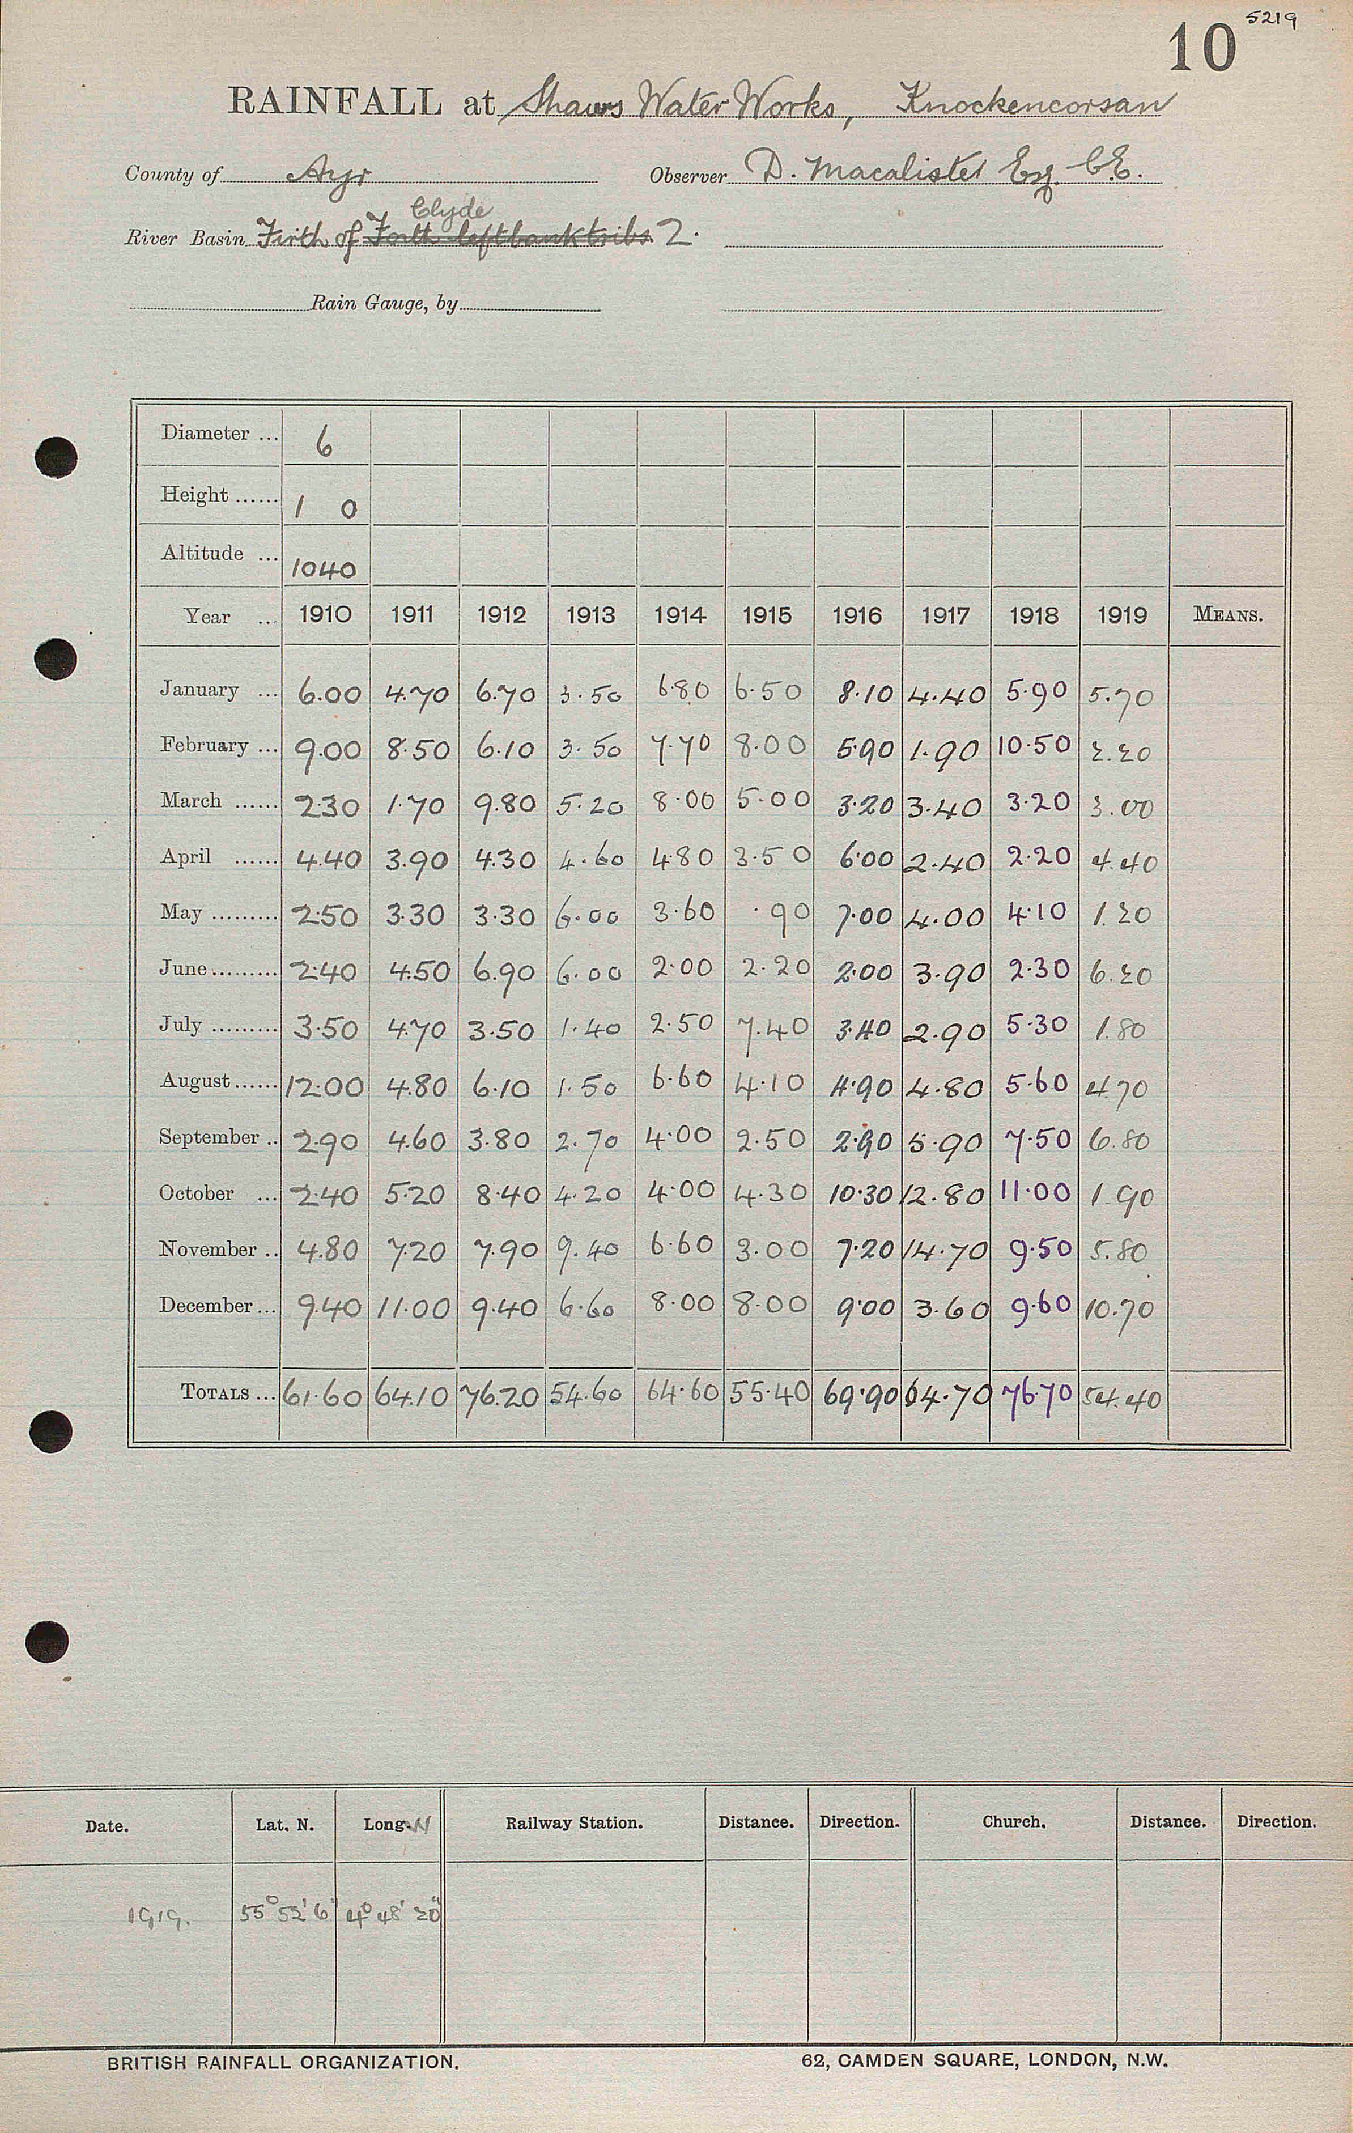 5219
10
RAINFALL at Shaws Water Works, Knockencorsan
County of Ayr Observer D. Macalister Esq. C.E.
Clyde
River Basin Firth of Forth left bank tribs 2.
Rain Gauge, by
Diameter ... 6
Height ...... 1 0
Altitude ... 1040
Year ... 1910 1911 1912 1913 1914 1915 1916 1917 1918 1919 MEANS.
January ... 6.00 4.70 6.70 3.50 6.80 6.50 8.10 4.40 5.90 5.70
February ... 9.00 8.50 6.10 3.50 7.70 8.00 5.90 1.90 10.50 2.20
March ...... 2.30 1.70 9.80 5.20 8.00 5.00 3.20 3.40 3.20 3.00
April ...... 4.40 3.90 4.30 4.60 4.80 3.50 6.00 2.40 2.20 4.40
May ......... 2.50 3.30 3.30 6.00 3.60 .90 7.00 4.00 4.10 1.20
June ......... 2.40 4.50 6.90 6.00 2.00 2.20 2.00 3.90 2.30 6.20
July ......... 3.50 4.70 3.50 1.40 2.50 7.40 3.40 2.90 5.30 1.80
August ...... 12.00 4.80 6.10 1.50 6.60 4.10 4.90 4.80 5.60 4.70
September .. 2.90 4.60 3.80 2.70 4.00 2.50 2.90 5.90 7.50 6.80
October ... 2.40 5.20 8.40 4.20 4.00 4.30 10.30 12.80 11.00 1.90
November .. 4.80 7.20 7.90 9.40 6.60 3.00 7.20 14.70 9.50 5.80
December ... 9.40 11.00 9.40 6.60 8.00 8.00 9.00 3.60 9.60 10.70
TOTALS ... 61.60 64.10 76.20 54.60 64.60 55.40 69.90 64.70 76.70 54.40
Date. Lat. N. Long. W Railway Station. Distance. Direction. Church. Distance. Direction.
1919. 55° 52' 6" 4° 48' 20"
BRITISH RAINFALL ORGANIZATION. 62, CAMDEN SQUARE, LONDON, N.W.